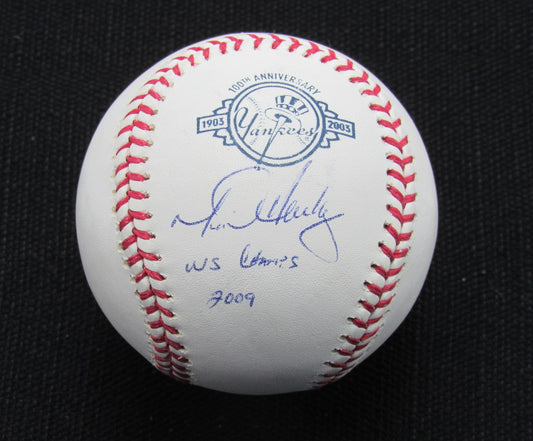 100TH ANNIVERSARY
1903 Yankees 2003
WS Champs
2009